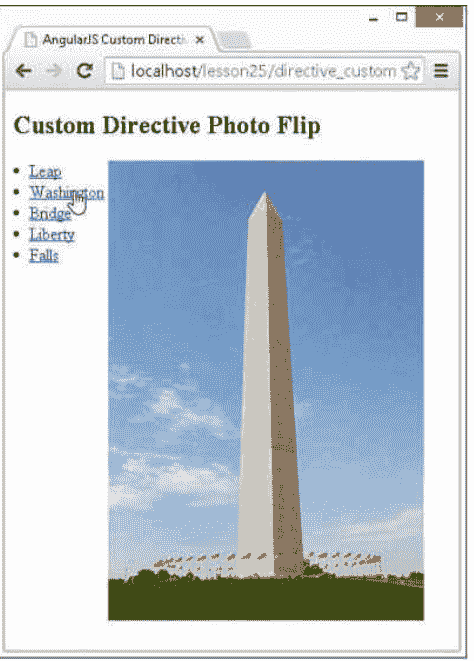 AngularJS Custom Directi
localhost/lesson25/directive_custom
Custom Directive Photo Flip
Leap
Washington
Bridge
Liberty
Falls